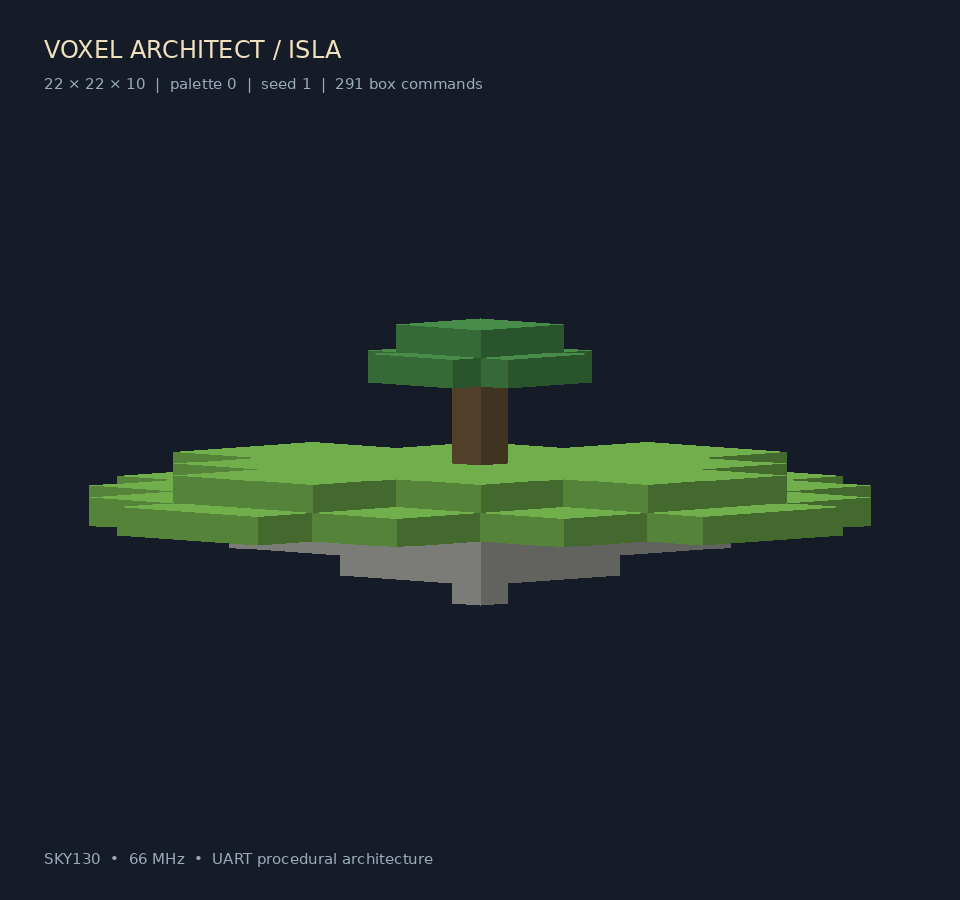 VOXEL ARCHITECT / ISLA
22 × 22 × 10 | palette 0 | seed 1 | 291 box commands
SKY130 • 66 MHz • UART procedural architecture